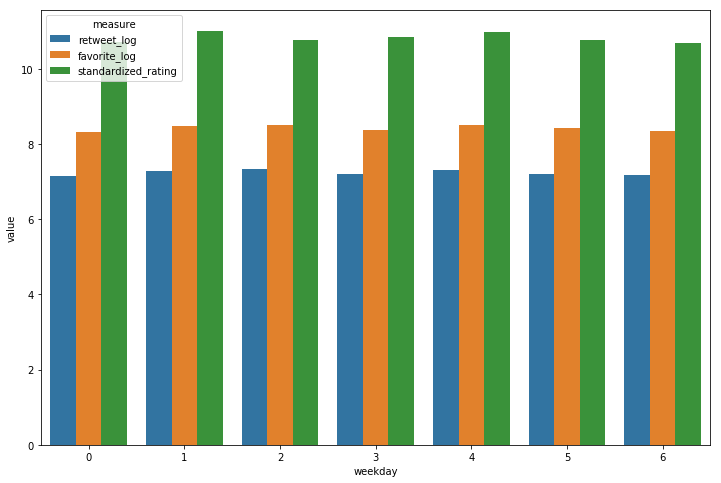 measure
retweet_log
favorite_log
standardized_rating
10
8
6
4
2
0
value
0 1 2 3 4 5 6
weekday